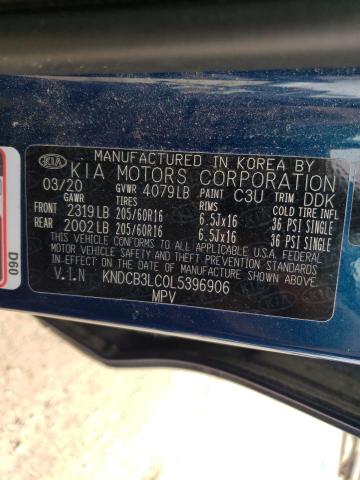 MANUFACTURED IN KOREA BY
KIA KIA MOTORS CORPORATION
03/20 GVWR 4079LB PAINT C3U TRIM DDK
GAWR TIRES RIMS COLD TIRE INFL
FRONT 2319LB 205/60R16 6.5Jx16 36 PSI SINGLE
REAR 2002LB 205/60R16 6.5Jx16 36 PSI SINGLE
THIS VEHICLE CONFORMS TO ALL APPLICABLE U.S.A. FEDERAL
MOTOR VEHICLE SAFETY AND THEFT PREVENTION STANDARDS
IN EFFECT ON THE DATE OF MANUFACTURE SHOWN ABOVE.
V.I.N KNDCB3LC0L5396906
MPV
D60